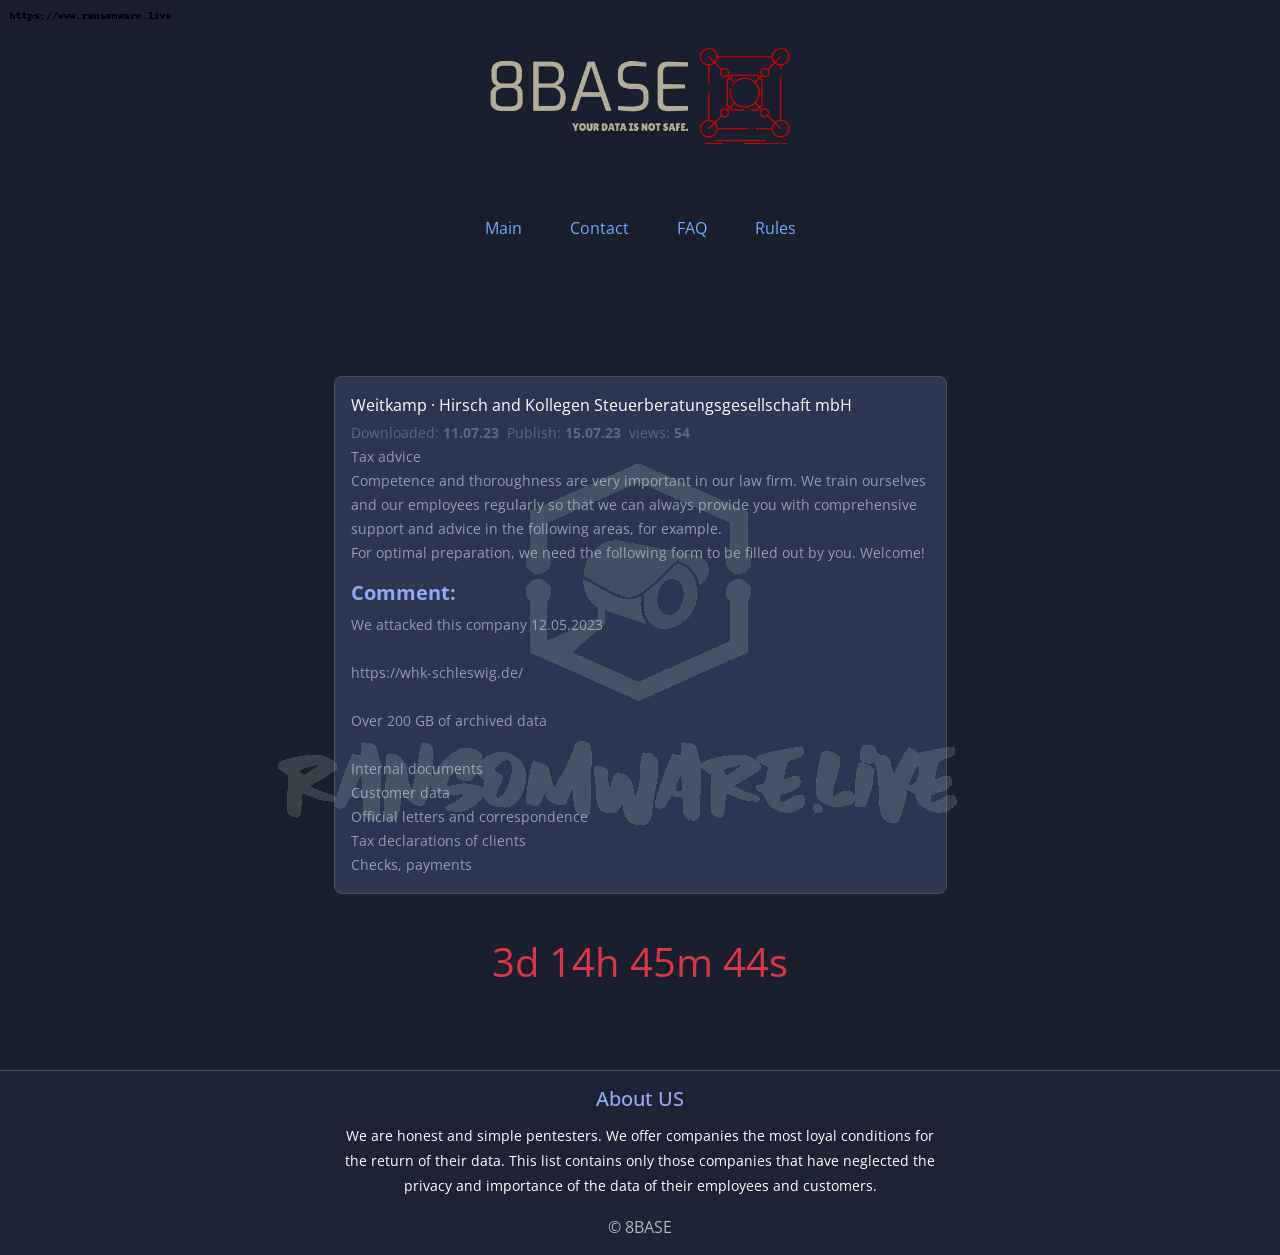 https://www.ransomware.live
8BASE
YOUR DATA IS NOT SAFE.
Main Contact FAQ Rules
Weitkamp · Hirsch and Kollegen Steuerberatungsgesellschaft mbH
Downloaded: 11.07.23 Publish: 15.07.23 views: 54
Tax advice
Competence and thoroughness are very important in our law firm. We train ourselves
and our employees regularly so that we can always provide you with comprehensive
support and advice in the following areas, for example.
For optimal preparation, we need the following form to be filled out by you. Welcome!
Comment:
We attacked this company 12.05.2023
https://whk-schleswig.de/
Over 200 GB of archived data
RANSOMWARE.LIVE
Internal documents
Customer data
Official letters and correspondence
Tax declarations of clients
Checks, payments
3d 14h 45m 44s
About US
We are honest and simple pentesters. We offer companies the most loyal conditions for
the return of their data. This list contains only those companies that have neglected the
privacy and importance of the data of their employees and customers.
© 8BASE